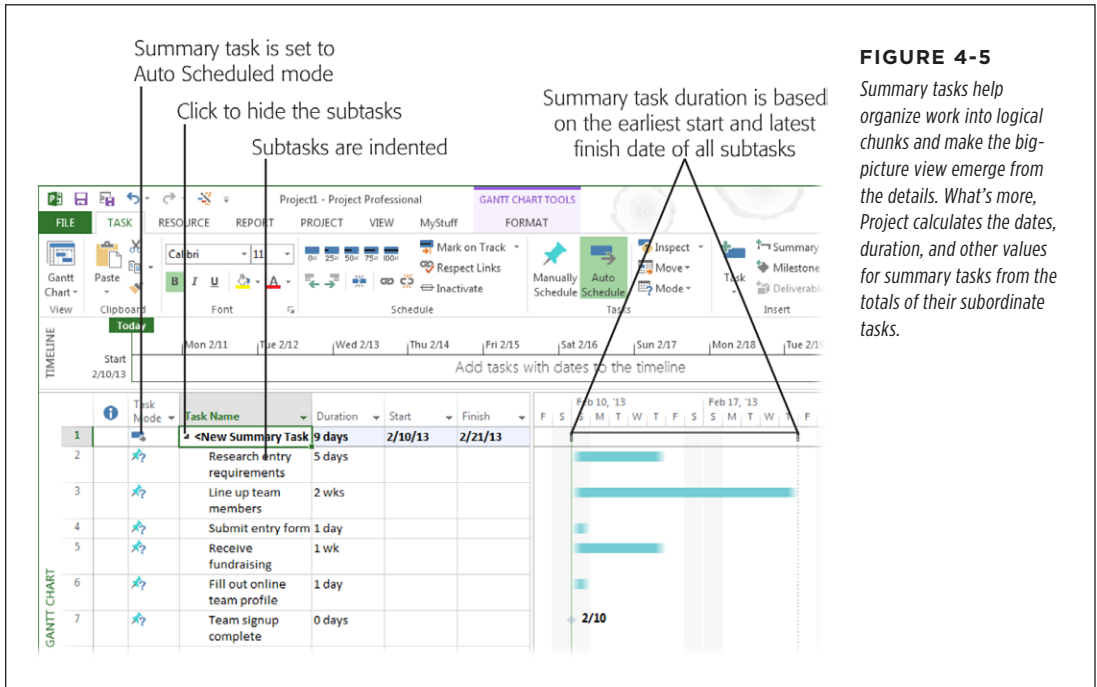 Summary task is set to
Auto Scheduled mode
Click to hide the subtasks
Subtasks are indented
Summary task duration is based
on the earliest start and latest
finish date of all subtasks
FIGURE 4-5
Summary tasks help
organize work into logical
chunks and make the big-
picture view emerge from
the details. What's more,
Project calculates the dates,
duration, and other values
for summary tasks from the
totals of their subordinate
tasks.
Project1 - Project Professional
GANTT CHART TOOLS
FILE TASK RESOURCE REPORT PROJECT VIEW MyStuff FORMAT
Gantt
Chart
View
Paste
Clipboard
Calibri 11
B I U A
Font
0× 25× 50× 75× 100×
Mark on Track
Respect Links
Inactivate
Schedule
Manually
Schedule
Auto
Schedule
Inspect
Move
Mode
Tasks
Task
Summary
Milestone
Deliverable
Insert
TIMELINE
Today
Start
2/10/13
Mon 2/11 Tue 2/12 Wed 2/13 Thu 2/14 Fri 2/15 Sat 2/16 Sun 2/17 Mon 2/18 Tue 2/19
Add tasks with dates to the timeline
GANTT CHART
Task
Mode
Task Name Duration Start Finish
Feb 10, '13 Feb 17, '13
F S S M T W T F S S M T W T F
1 <New Summary Task 9 days 2/10/13 2/21/13
2 Research entry
requirements 5 days
3 Line up team
members 2 wks
4 Submit entry form 1 day
5 Receive
fundraising 1 wk
6 Fill out online
team profile 1 day
7 Team signup
complete 0 days
2/10